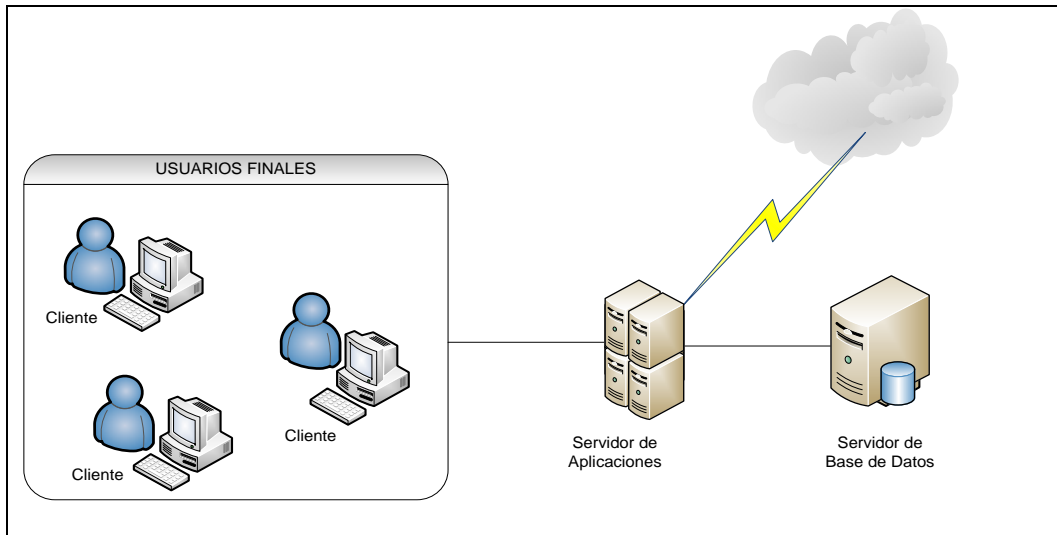 USUARIOS FINALES
Cliente
Cliente
Cliente
Servidor de
Aplicaciones
Servidor de
Base de Datos